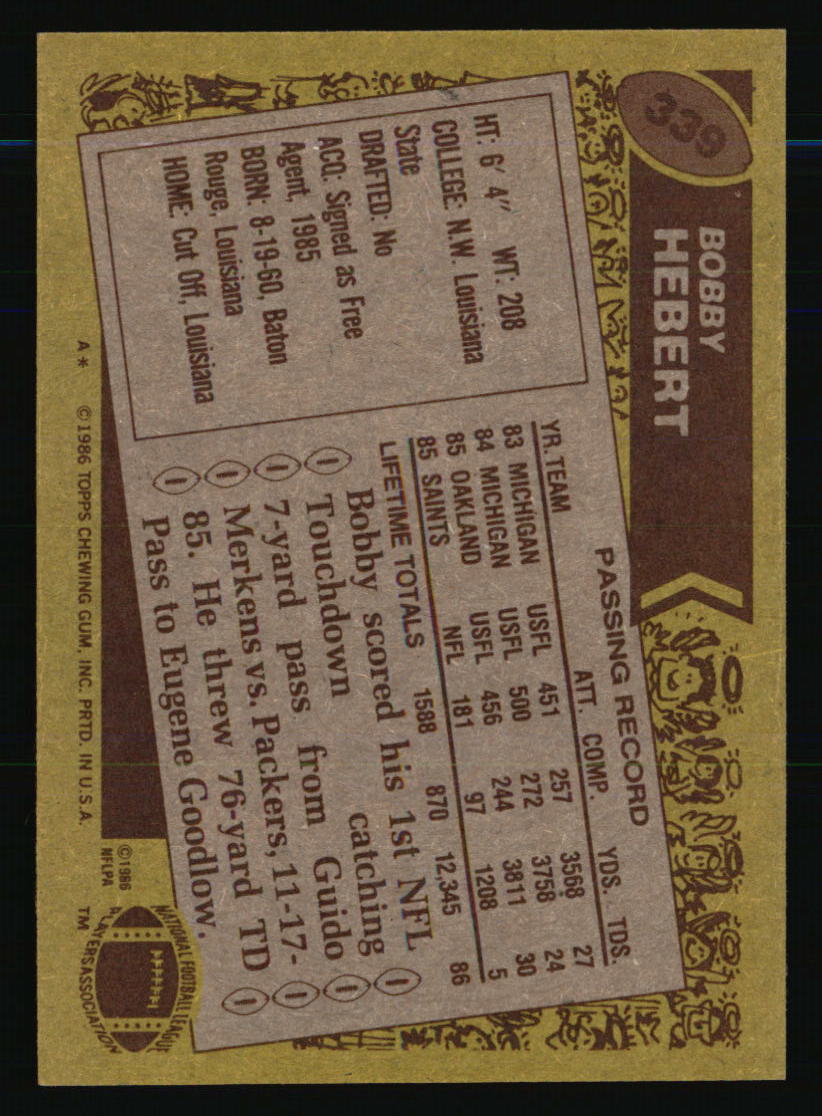 339
BOBBY
HEBERT
HT: 6' 4" WT: 208
COLLEGE: N.W. Louisiana
State
DRAFTED: No
ACQ: Signed as Free
Agent, 1985
BORN: 8-19-60, Baton
Rouge, Louisiana
HOME: Cut Off, Louisiana
PASSING RECORD
YR. TEAM ATT. COMP. YDS. TDS.
83 MICHIGAN USFL 451 257 3568 27
84 MICHIGAN USFL 500 272 3758 24
85 OAKLAND USFL 456 244 3811 30
85 SAINTS NFL 181 97 1208 5
LIFETIME TOTALS 1588 870 12,345 86
Bobby scored his 1st NFL
Touchdown catching
7-yard pass from Guido
Merkens vs. Packers, 11-17-
85. He threw 76-yard TD
Pass to Eugene Goodlow.
A* ©1986 TOPPS CHEWING GUM, INC. PRTD. IN U.S.A.
©1986
NFLPA
NATIONAL FOOTBALL LEAGUE
PLAYERS ASSOCIATION
TM